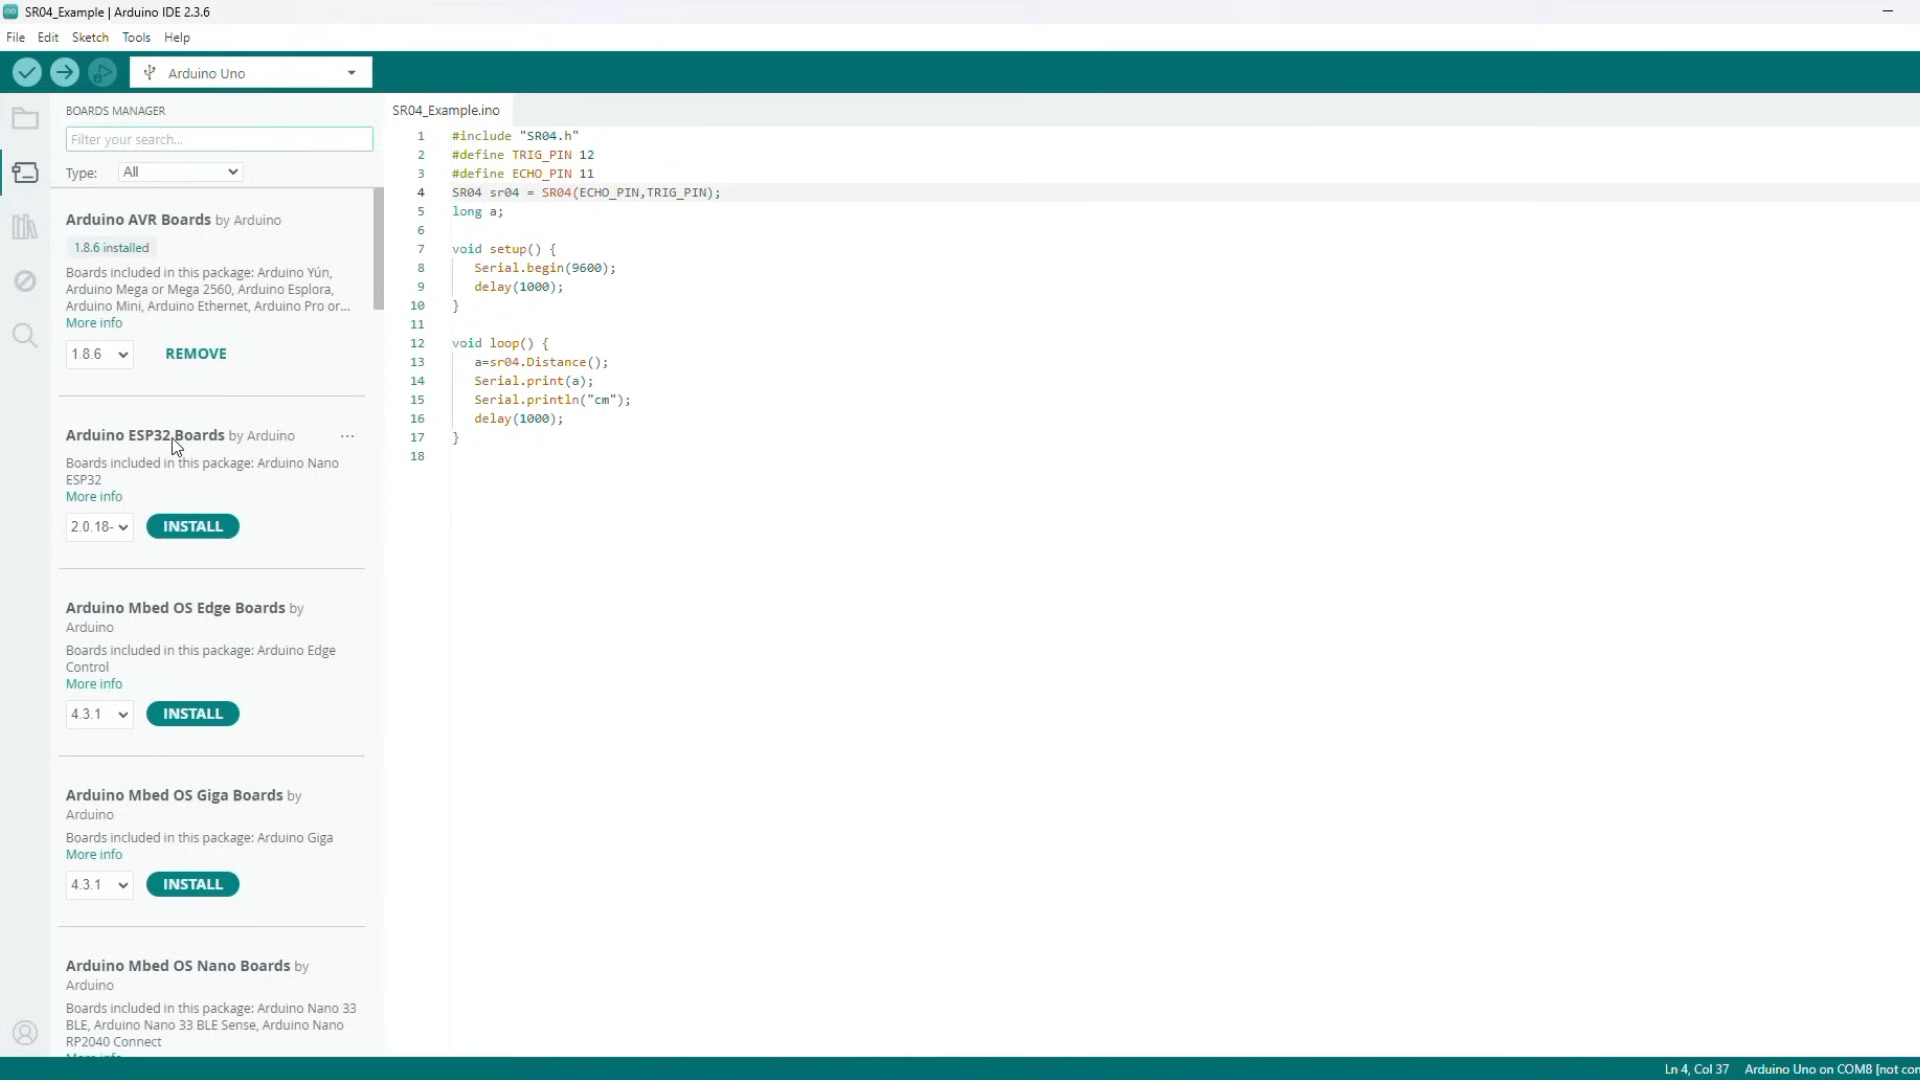 SR04_Example | Arduino IDE 2.3.6
File Edit Sketch Tools Help
Arduino Uno
BOARDS MANAGER
Filter your search...
Type: All
Arduino AVR Boards by Arduino
1.8.6 installed
Boards included in this package: Arduino Yún,
Arduino Mega or Mega 2560, Arduino Esplora,
Arduino Mini, Arduino Ethernet, Arduino Pro or...
More info
1.8.6 REMOVE
Arduino ESP32 Boards by Arduino ...
Boards included in this package: Arduino Nano
ESP32
More info
2.0.18- INSTALL
Arduino Mbed OS Edge Boards by
Arduino
Boards included in this package: Arduino Edge
Control
More info
4.3.1 INSTALL
Arduino Mbed OS Giga Boards by
Arduino
Boards included in this package: Arduino Giga
More info
4.3.1 INSTALL
Arduino Mbed OS Nano Boards by
Arduino
Boards included in this package: Arduino Nano 33
BLE, Arduino Nano 33 BLE Sense, Arduino Nano
RP2040 Connect
SR04_Example.ino
1 #include "SR04.h"
2 #define TRIG_PIN 12
3 #define ECHO_PIN 11
4 SR04 sr04 = SR04(ECHO_PIN,TRIG_PIN);
5 long a;
6
7 void setup() {
8 Serial.begin(9600);
9 delay(1000);
10 }
11
12 void loop() {
13 a=sr04.Distance();
14 Serial.print(a);
15 Serial.println("cm");
16 delay(1000);
17 }
18
Ln 4, Col 37 Arduino Uno on COM8 [not con